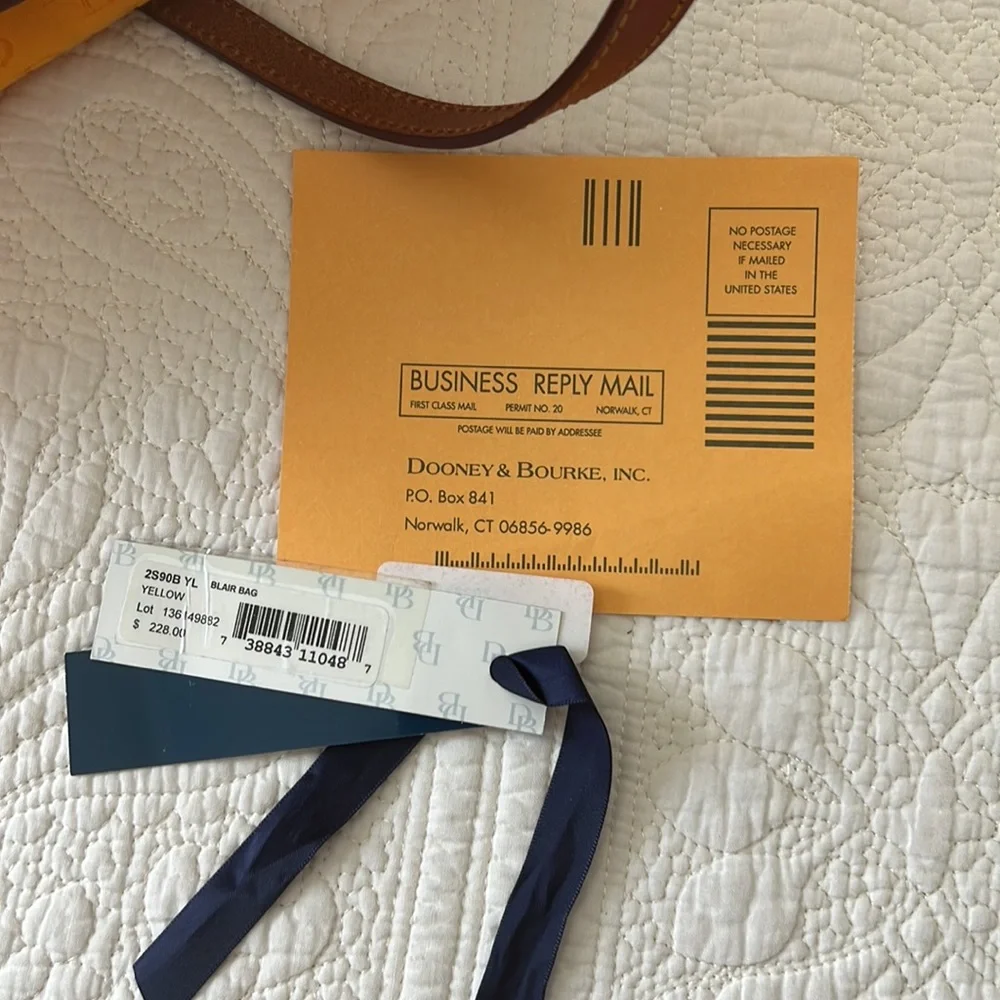 NO POSTAGE
NECESSARY
IF MAILED
IN THE
UNITED STATES
BUSINESS REPLY MAIL
FIRST CLASS MAIL PERMIT NO. 20 NORWALK, CT
POSTAGE WILL BE PAID BY ADDRESSEE
DOONEY & BOURKE, INC.
P.O. Box 841
Norwalk, CT 06856-9986
2S90B YL BLAIR BAG
YELLOW
Lot
$ 228.00
7 38843 11048 7